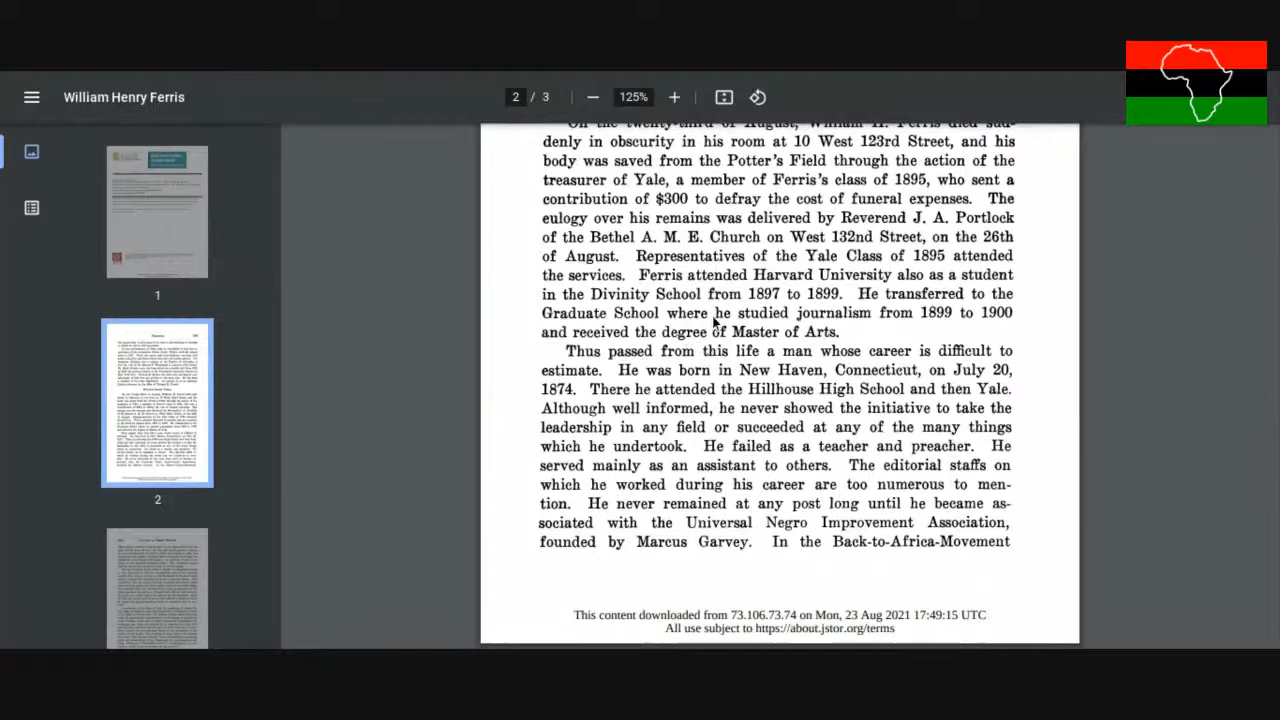 William Henry Ferris
2 / 3
125%
On the twenty-third of August, William H. Ferris died sud-
denly in obscurity in his room at 10 West 123rd Street, and his
body was saved from the Potter's Field through the action of the
treasurer of Yale, a member of Ferris's class of 1895, who sent a
contribution of $300 to defray the cost of funeral expenses. The
eulogy over his remains was delivered by Reverend J. A. Portlock
of the Bethel A. M. E. Church on West 132nd Street, on the 26th
of August. Representatives of the Yale Class of 1895 attended
the services. Ferris attended Harvard University also as a student
in the Divinity School from 1897 to 1899. He transferred to the
Graduate School where he studied journalism from 1899 to 1900
and received the degree of Master of Arts.
Thus passed from this life a man whose career is difficult to
estimate. He was born in New Haven, Connecticut, on July 20,
1874. There he attended the Hillhouse High School and then Yale.
Although well informed, he never showed the initiative to take the
leadership in any field or succeeded at any of the many things
which he undertook. He failed as a teacher and preacher. He
served mainly as an assistant to others. The editorial staffs on
which he worked during his career are too numerous to men-
tion. He never remained at any post long until he became as-
sociated with the Universal Negro Improvement Association,
founded by Marcus Garvey. In the Back-to-Africa-Movement
This content downloaded from 73.106.73.74 on Mon, 23 Aug 2021 17:49:15 UTC
All use subject to https://about.jstor.org/terms
1
2